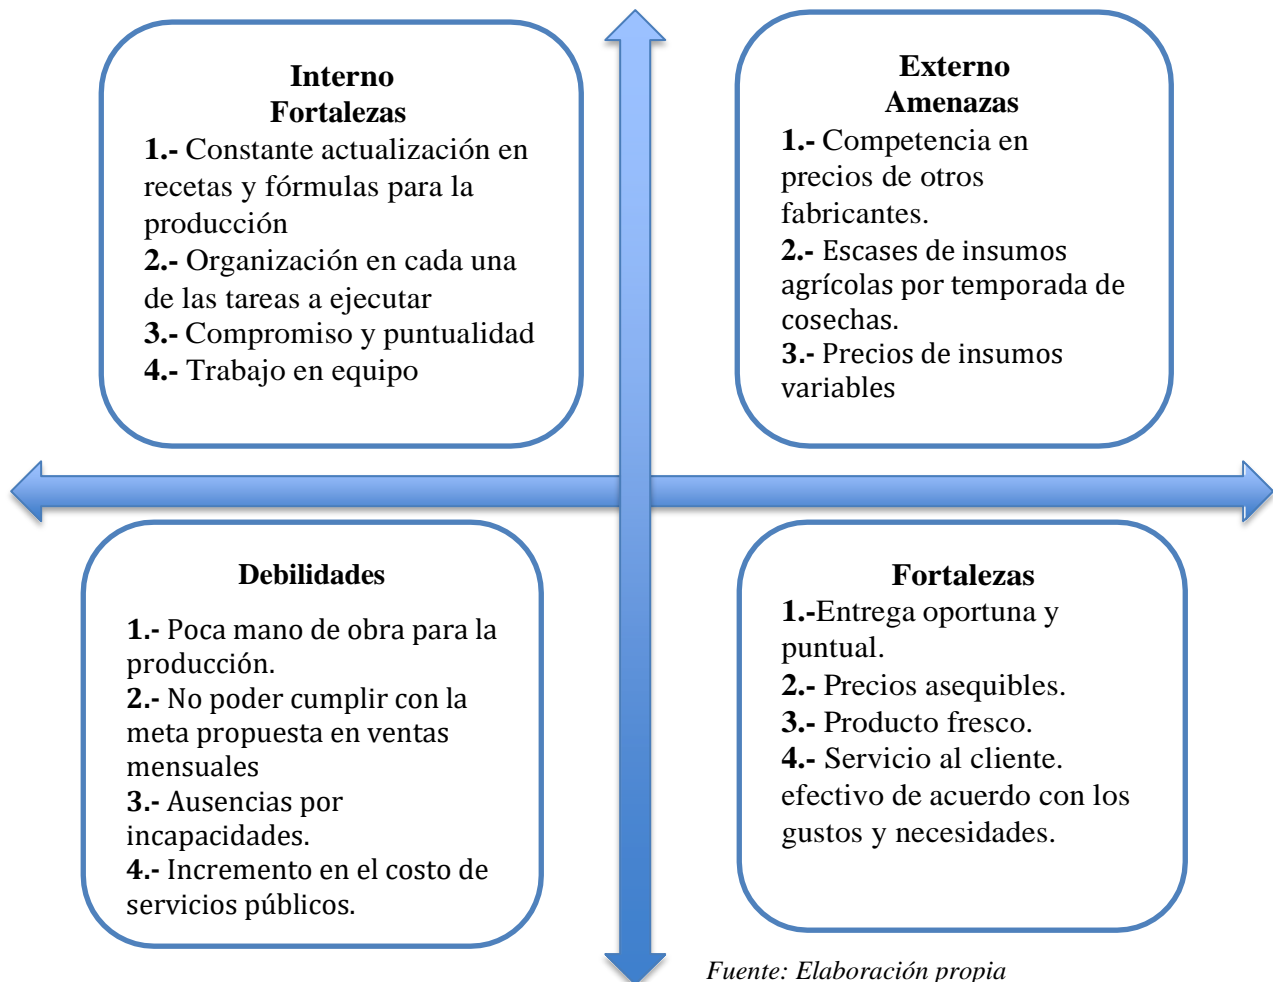 Interno
Fortalezas
1.- Constante actualización en
recetas y fórmulas para la
producción
2.- Organización en cada una
de las tareas a ejecutar
3.- Compromiso y puntualidad
4.- Trabajo en equipo
Externo
Amenazas
1.- Competencia en
precios de otros
fabricantes.
2.- Escases de insumos
agrícolas por temporada de
cosechas.
3.- Precios de insumos
variables
Debilidades
1.- Poca mano de obra para la
producción.
2.- No poder cumplir con la
meta propuesta en ventas
mensuales
3.- Ausencias por
incapacidades.
4.- Incremento en el costo de
servicios públicos.
Fortalezas
1.-Entrega oportuna y
puntual.
2.- Precios asequibles.
3.- Producto fresco.
4.- Servicio al cliente.
efectivo de acuerdo con los
gustos y necesidades.
Fuente: Elaboración propia